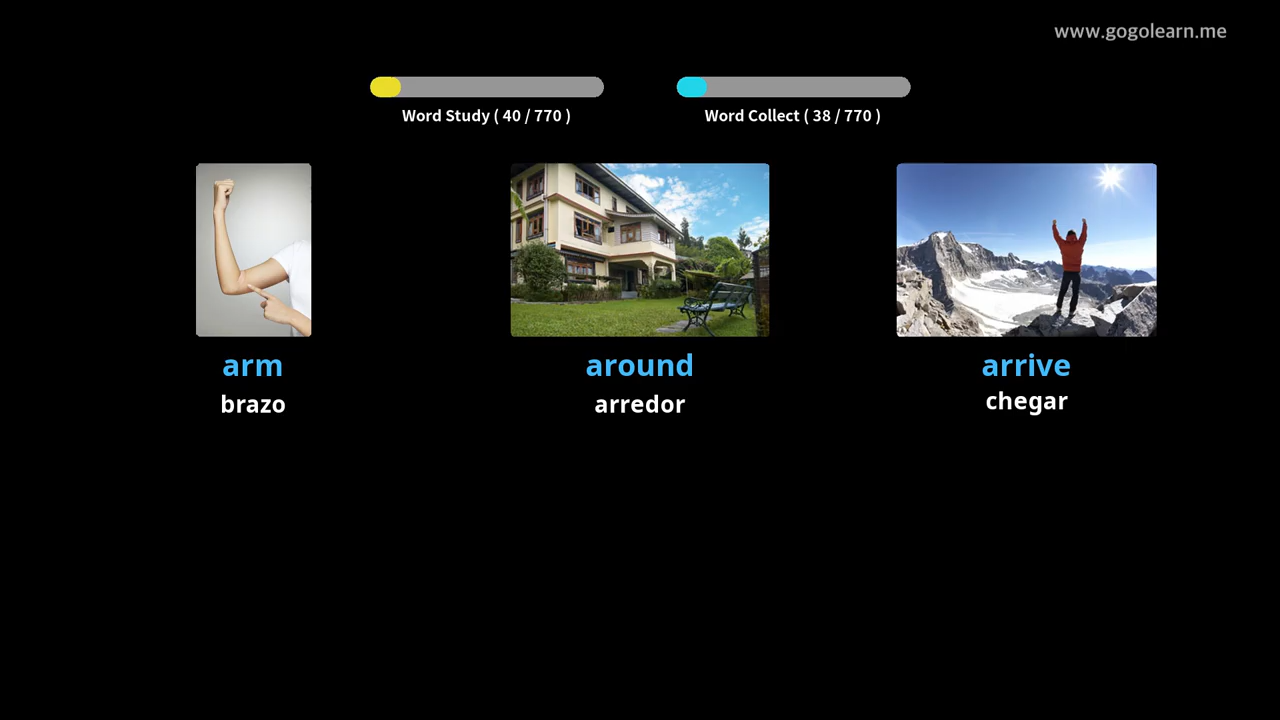 www.gogolearn.me
Word Study ( 40 / 770 )
Word Collect ( 38 / 770 )
arm
brazo
around
arredor
arrive
chegar